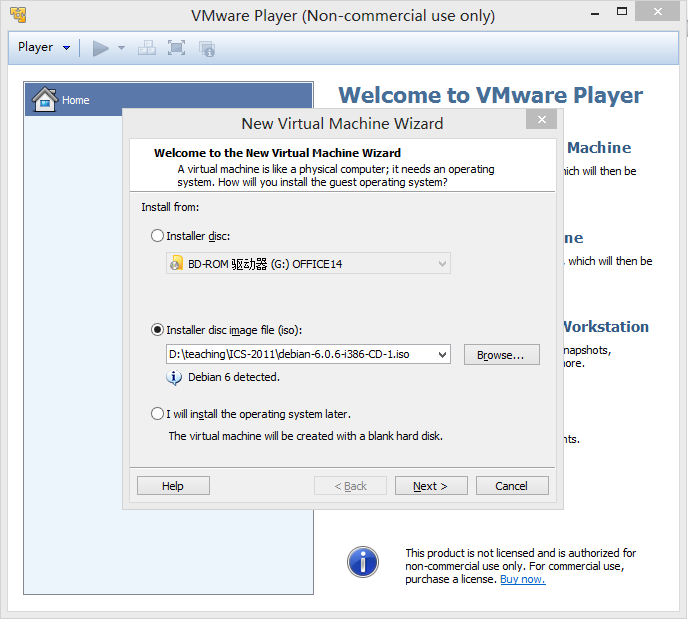 VMware Player (Non-commercial use only)
Player
Home
Welcome to VMware Player
Machine
which will then be
, which will then be
Workstation
snapshots,
New Virtual Machine Wizard
Welcome to the New Virtual Machine Wizard
A virtual machine is like a physical computer; it needs an operating
system. How will you install the guest operating system?
Install from:
Installer disc:
BD-ROM 驱动器 (G:) OFFICE14
Installer disc image file (iso):
D:\teaching\ICS-2011\debian-6.0.6-i386-CD-1.iso
Browse...
Debian 6 detected.
I will install the operating system later.
The virtual machine will be created with a blank hard disk.
Help
< Back
Next >
Cancel
This product is not licensed and is authorized for
non-commercial use only. For commercial use,
purchase a license. Buy now.